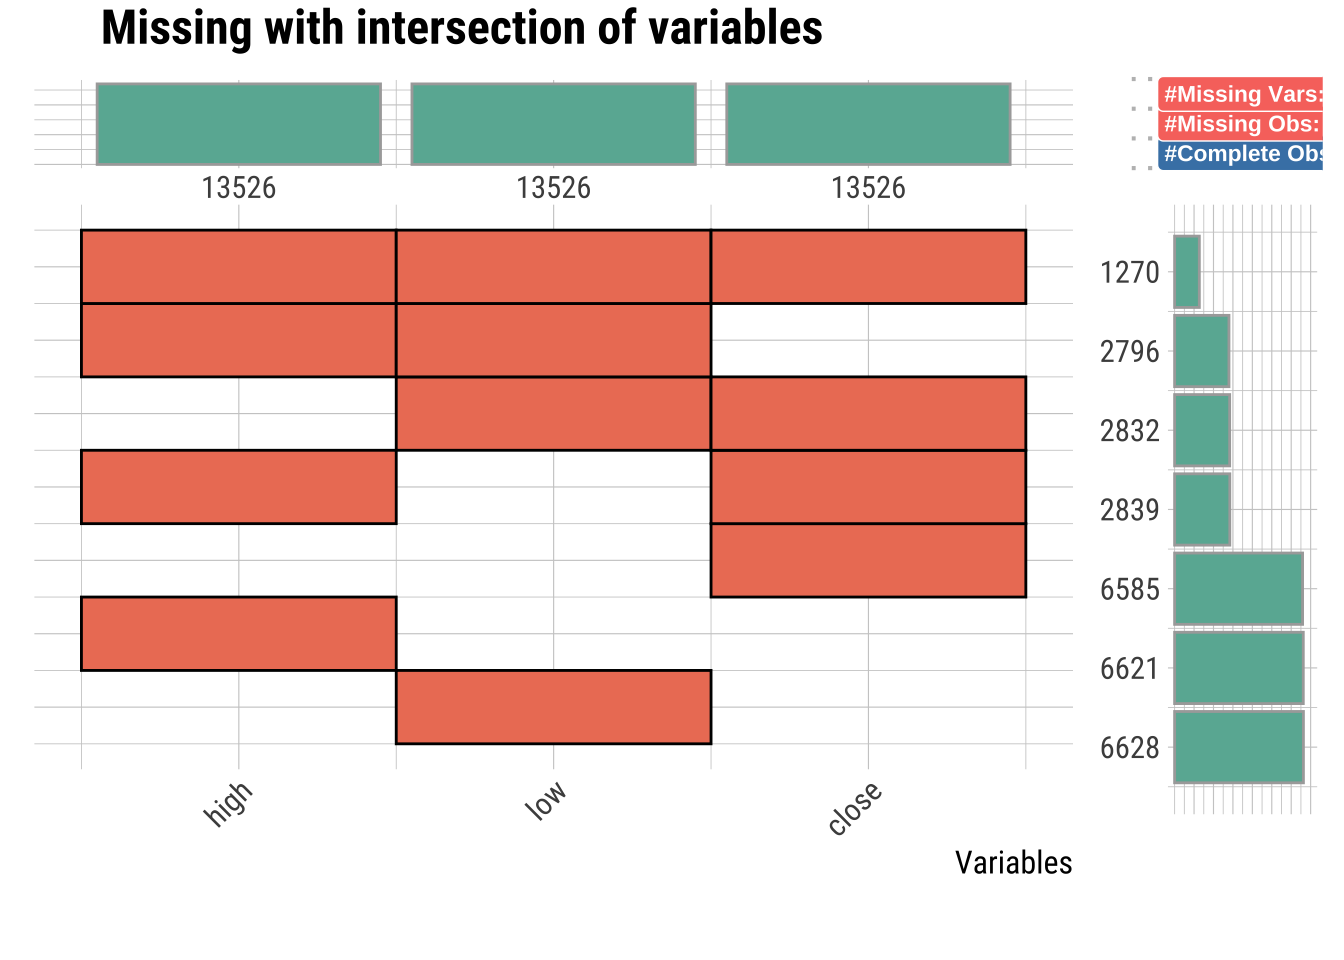 Missing with intersection of variables
#Missing Vars:
#Missing Obs:
#Complete Obs
13526 13526 13526
1270
2796
2832
2839
6585
6621
6628
high low close
Variables